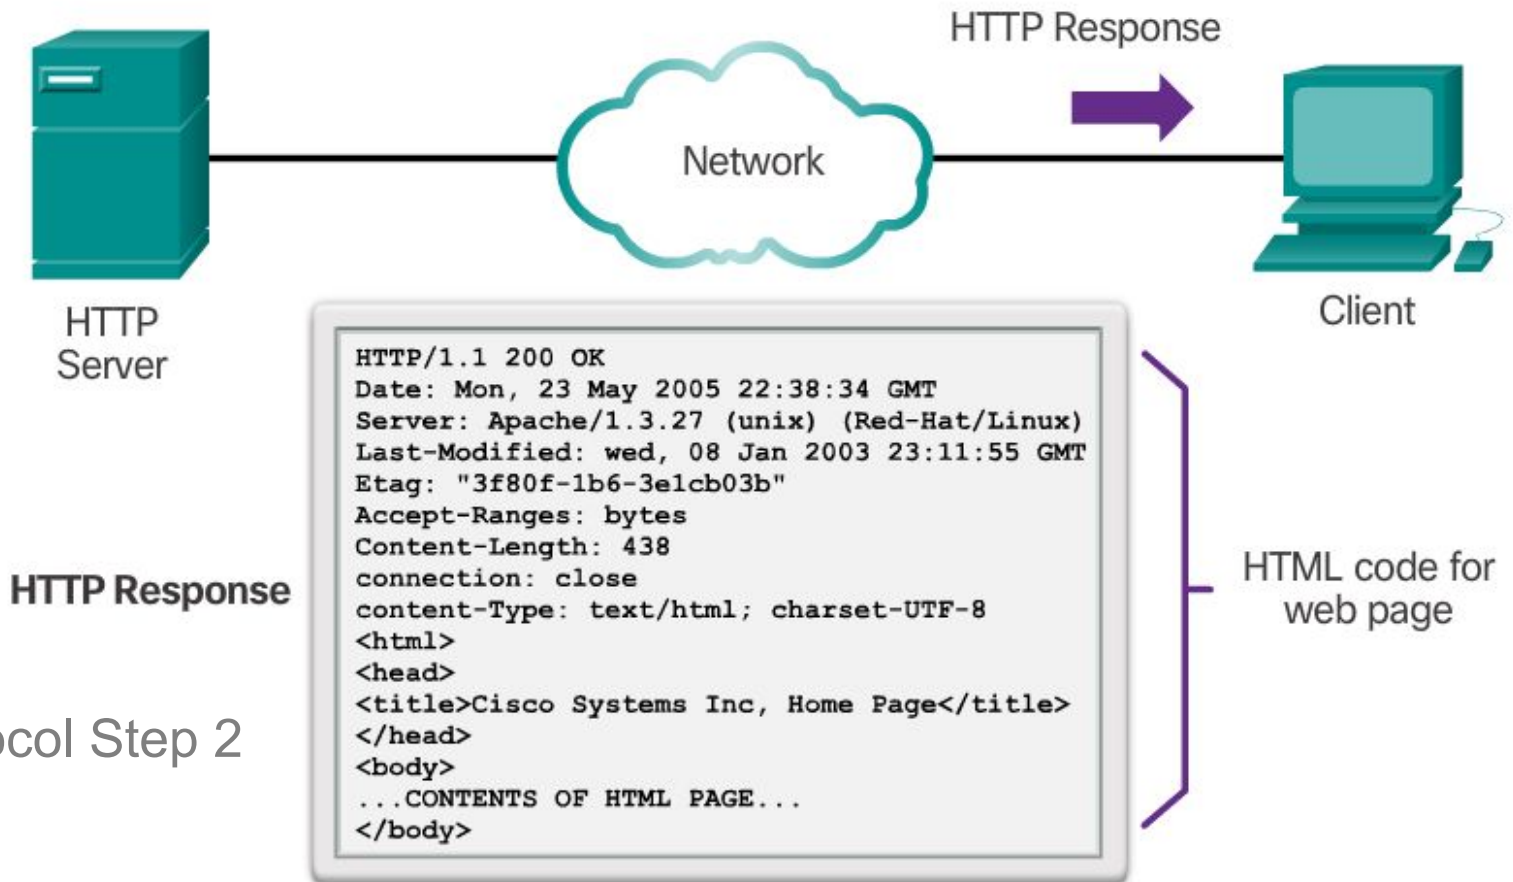 HTTP Response
Network
HTTP
Server
Client
HTTP/1.1 200 OK
Date: Mon, 23 May 2005 22:38:34 GMT
Server: Apache/1.3.27 (unix) (Red-Hat/Linux)
Last-Modified: wed, 08 Jan 2003 23:11:55 GMT
Etag: "3f80f-1b6-3e1cb03b"
Accept-Ranges: bytes
Content-Length: 438
connection: close
content-Type: text/html; charset-UTF-8
<html>
<head>
<title>Cisco Systems Inc, Home Page</title>
</head>
<body>
...CONTENTS OF HTML PAGE...
</body>
HTTP Response
HTML code for
web page
ocol Step 2